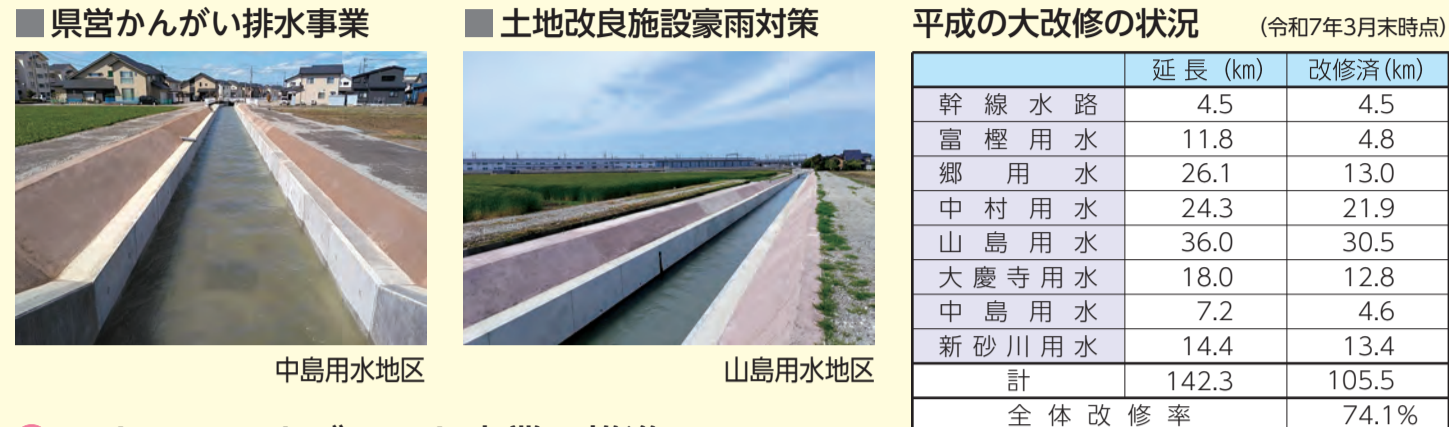 ■県営かんがい排水事業
中島用水地区
■土地改良施設豪雨対策
山島用水地区
平成の大改修の状況 (令和7年3月末時点)
延長(km) 改修済(km)
幹線水路 4.5 4.5
富樫用水 11.8 4.8
郷用水 26.1 13.0
中村用水 24.3 21.9
山島用水 36.0 30.5
大慶寺用水 18.0 12.8
中島用水 7.2 4.6
新砂川用水 14.4 13.4
計 142.3 105.5
全体改修率 74.1%